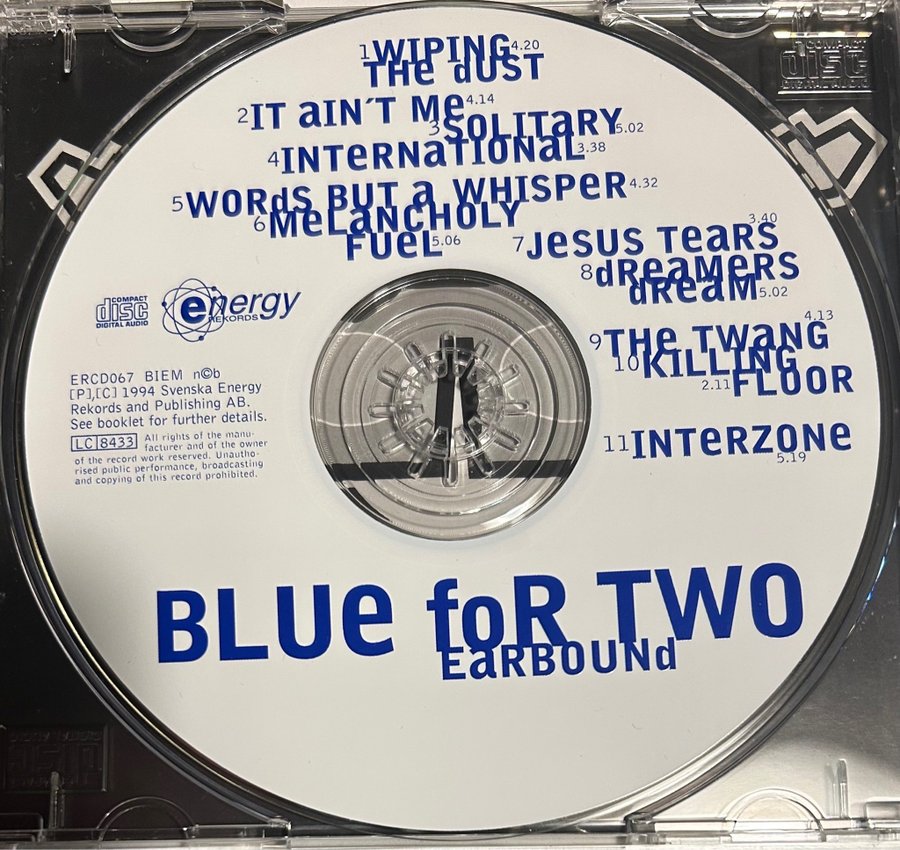 1 WIPING 4.20
THe dUST
2 IT aIN´T Me 4.14
3 SOLITaRY 5.02
4 INTeRNaTIONaL 3.38
5 WORdS BUT a WHISPeR 4.32
6 MeLaNCHOLY
FUeL 5.06
7 JeSUS TeaRS 3.40
8 dReaMeRS
dReaM 5.02
9 THe TWaNG 4.13
10 KILLING
FLOOR 2.11
11 INTeRZONe 5.19
COMPACT
disc
DIGITAL AUDIO
energy
REKORDS
ERCD067 BIEM n©b
[P],[C] 1994 Svenska Energy
Rekords and Publishing AB.
See booklet for further details.
LC 8433 All rights of the manu-
facturer and of the owner
of the record work reserved. Unautho-
rised public performance, broadcasting
and copying of this record prohibited.
BLUe foR TWO
EaRBOUNd
COMPACT
disc
DIGITAL AUDIO